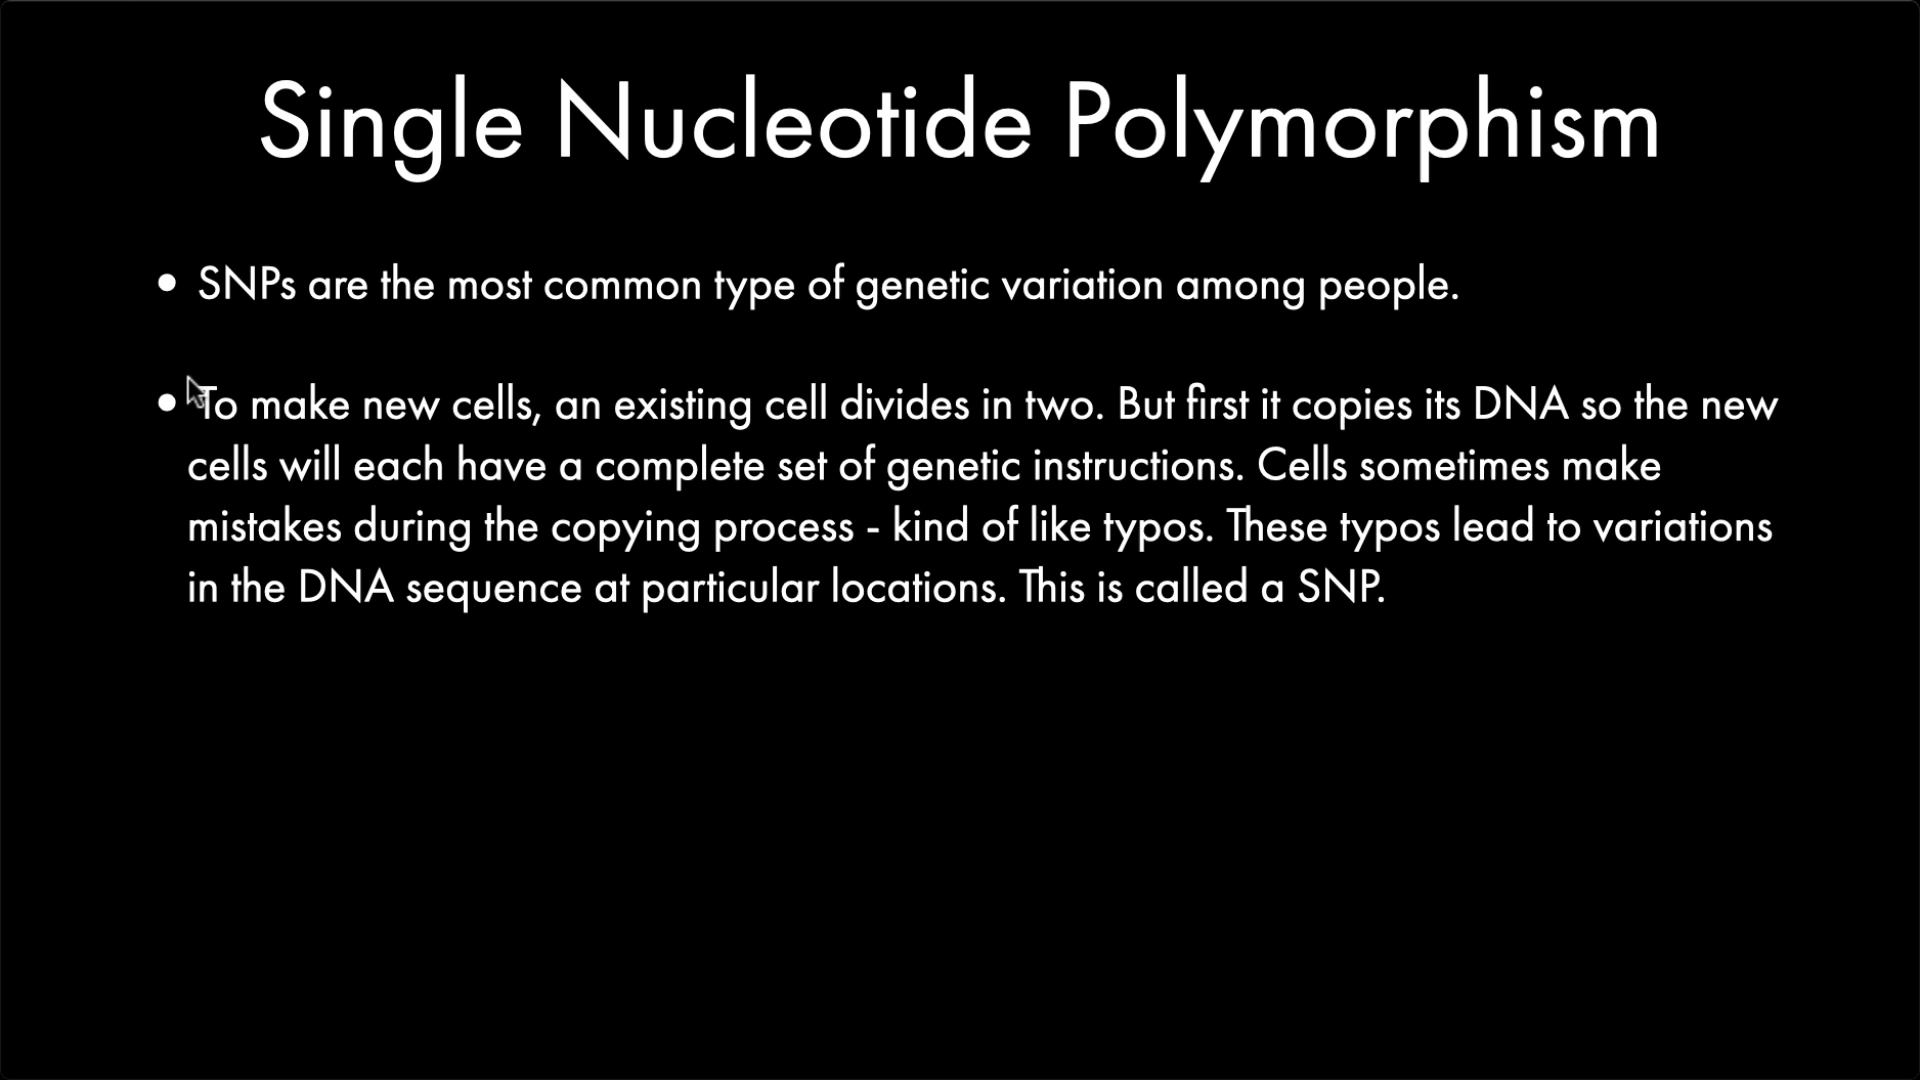 Single Nucleotide Polymorphism
• SNPs are the most common type of genetic variation among people.
• To make new cells, an existing cell divides in two. But first it copies its DNA so the new
cells will each have a complete set of genetic instructions. Cells sometimes make
mistakes during the copying process - kind of like typos. These typos lead to variations
in the DNA sequence at particular locations. This is called a SNP.